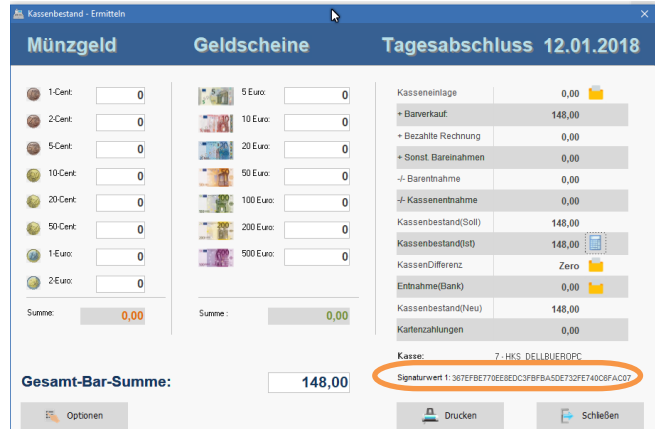 Kassenbestand - Ermitteln
Münzgeld Geldscheine Tagesabschluss 12.01.2018
1-Cent: 0
2-Cent: 0
5-Cent: 0
10-Cent: 0
20-Cent: 0
50-Cent: 0
1-Euro: 0
2-Euro: 0
Summe: 0,00
5 Euro: 0
10 Euro: 0
20 Euro: 0
50 Euro: 0
100 Euro: 0
200 Euro: 0
500 Euro: 0
Summe : 0,00
Kasseneinlage 0,00
+ Barverkauf: 148,00
+ Bezahlte Rechnung 0,00
+ Sonst. Bareinahmen 0,00
-/- Barentnahme 0,00
-/- Kassenentnahme 0,00
Kassenbestand(Soll) 148,00
Kassenbestand(Ist) 148,00
KassenDifferenz Zero
Entnahme(Bank) 0,00
Kassenbestand(Neu) 148,00
Kartenzahlungen 0,00
Kasse: 7 - HKS_DELLBUEROPC
Signaturwert 1: 367EFBE770EE8EDC3FBFBA5DE732FE740C6FAC07
Gesamt-Bar-Summe: 148,00
Optionen Drucken Schließen